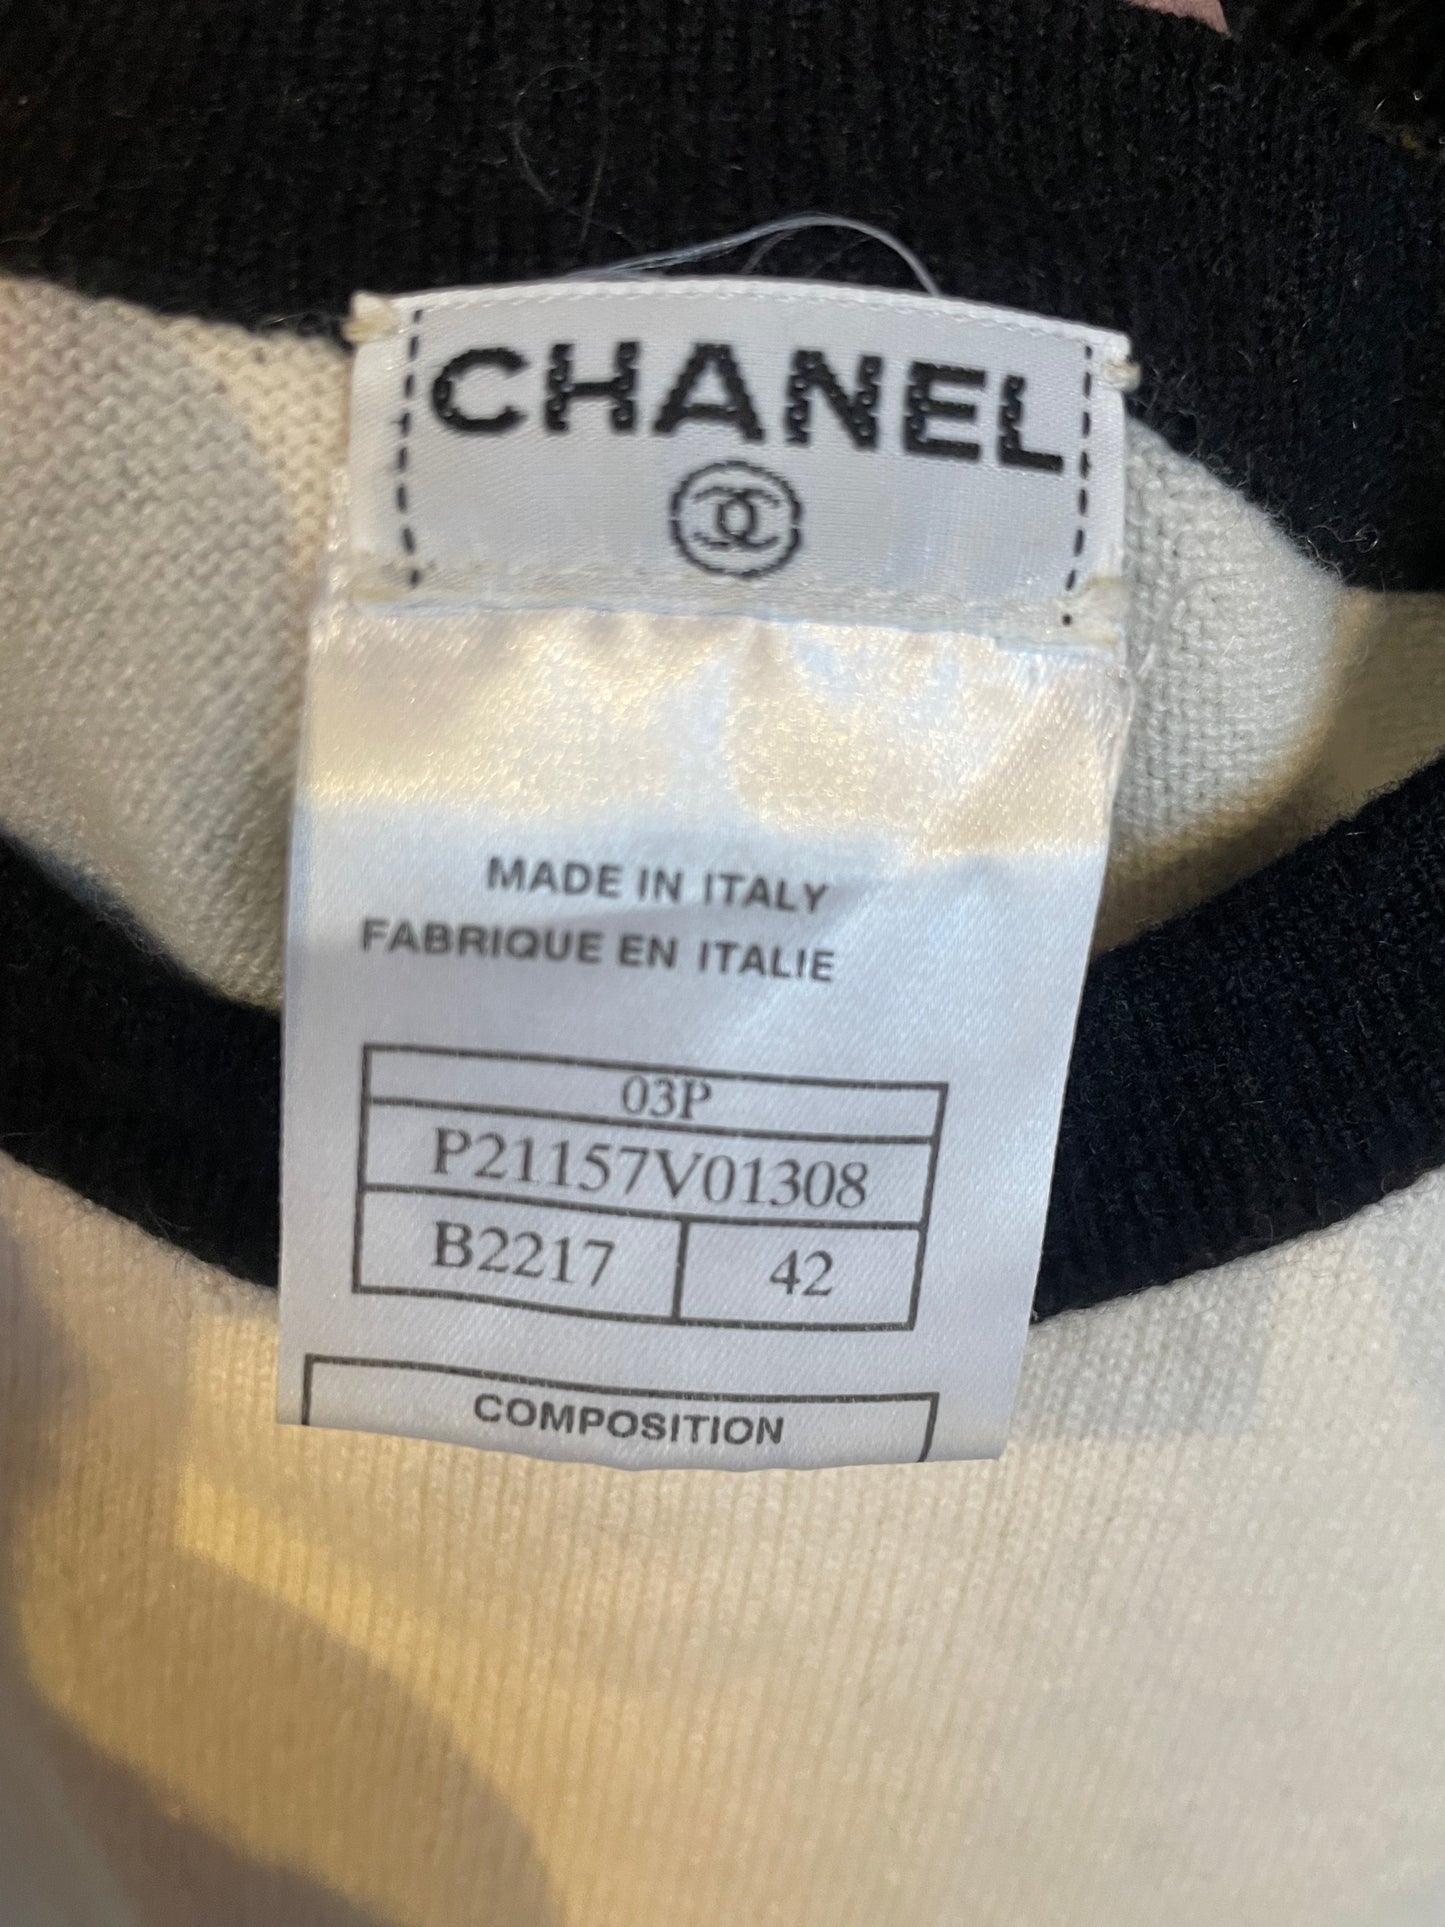 CHANEL
MADE IN ITALY
FABRIQUE EN ITALIE
03P
P21157V01308
B2217 42
COMPOSITION